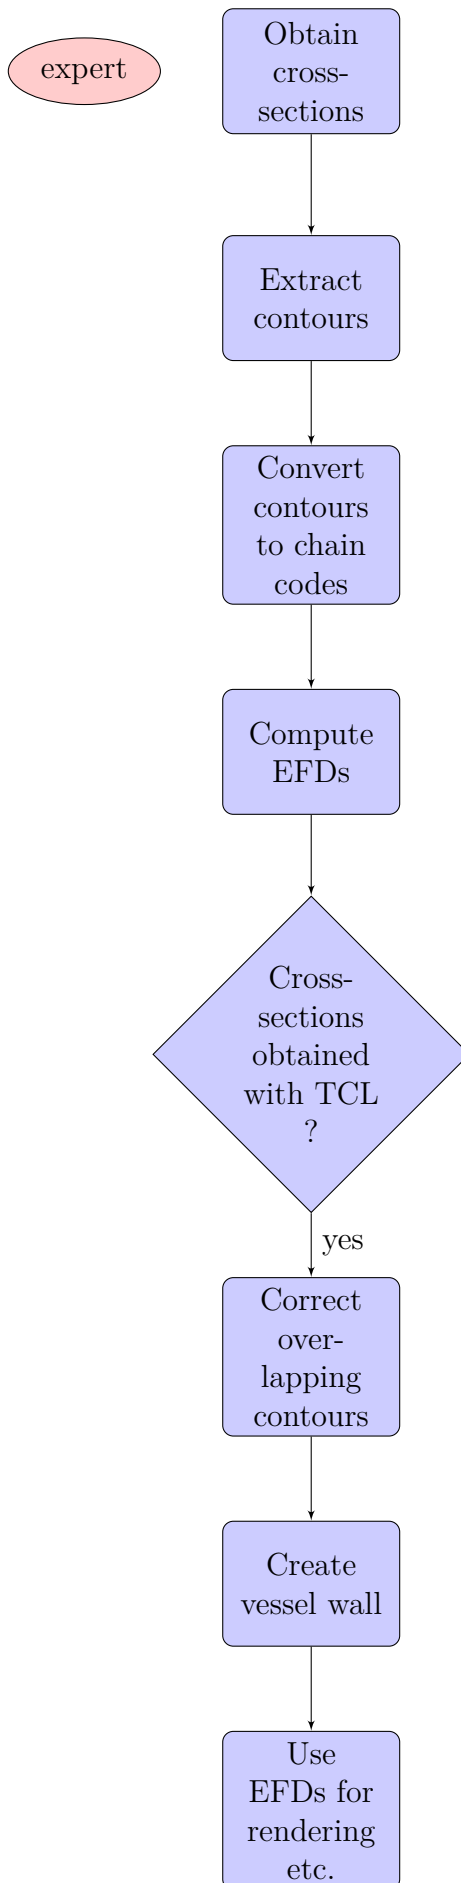 expert
Obtain
cross-
sections
Extract
contours
Convert
contours
to chain
codes
Compute
EFDs
Cross-
sections
obtained
with TCL
?
yes
Correct
over-
lapping
contours
Create
vessel wall
Use
EFDs for
rendering
etc.